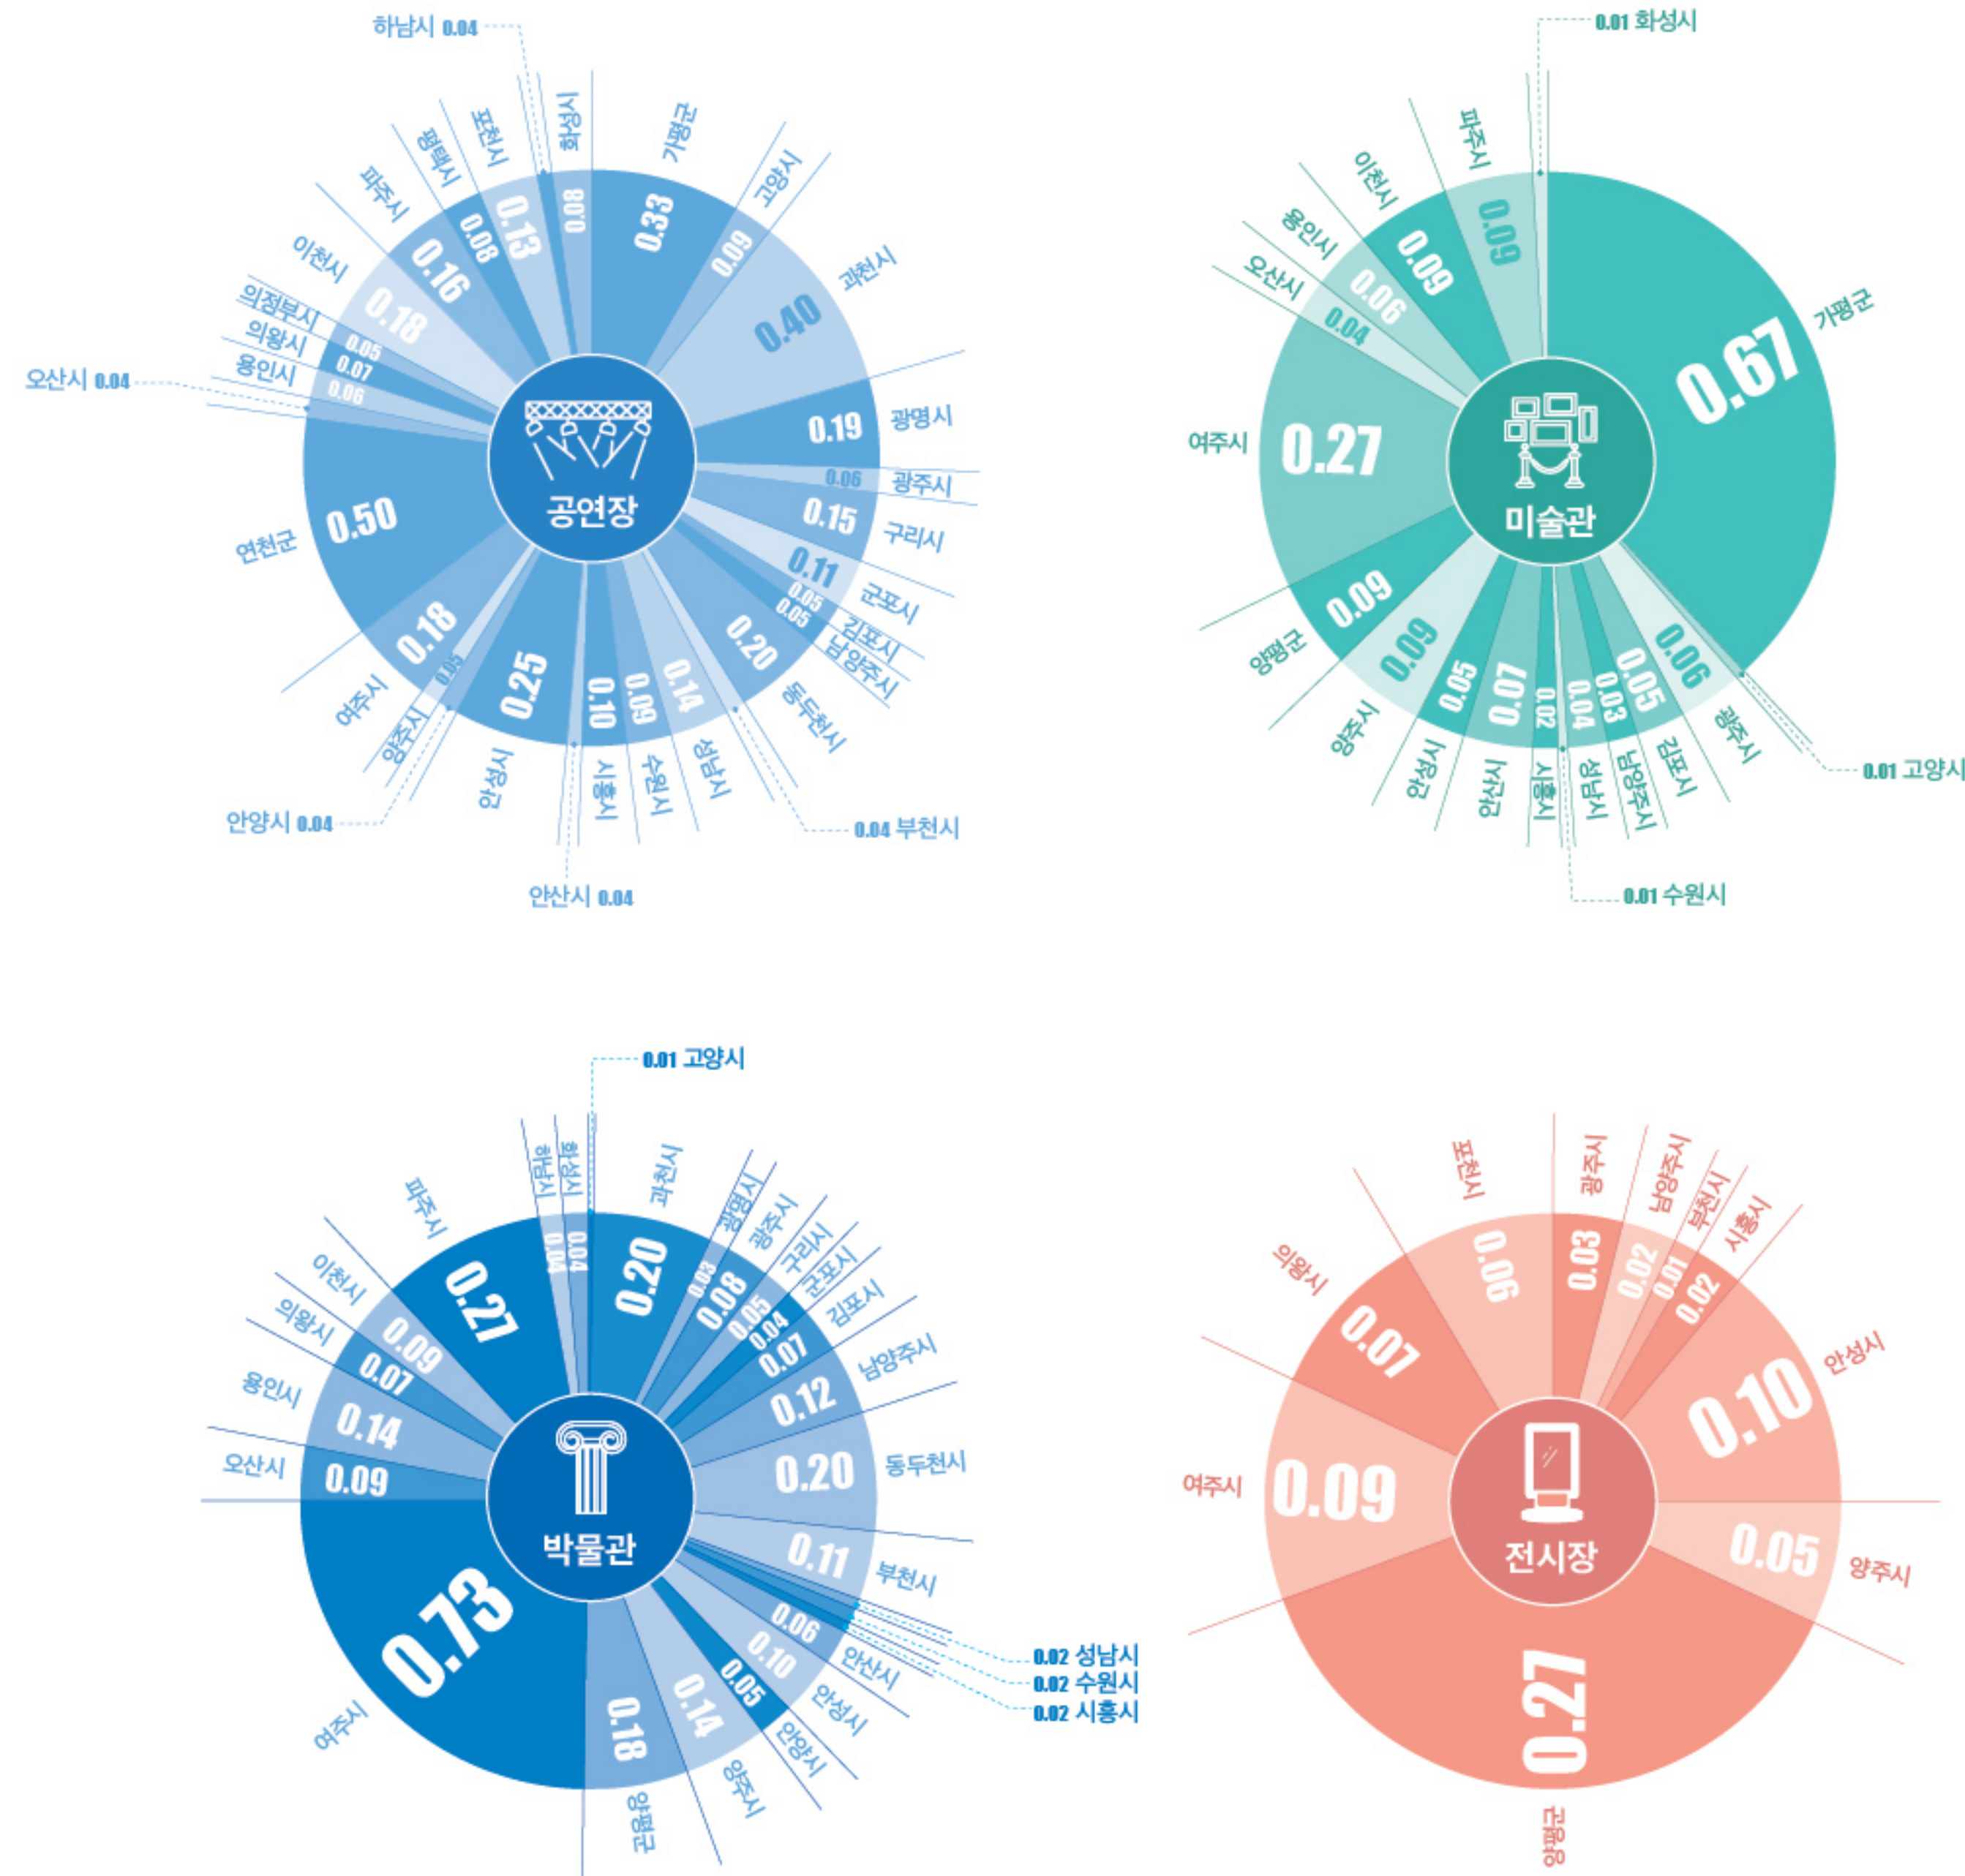 공연장
가평군 0.33
고양시 0.09
과천시 0.40
광명시 0.19
광주시 0.06
구리시 0.15
군포시 0.11
김포시 0.05
남양주시 0.05
동두천시 0.20
0.04 부천시
성남시 0.14
수원시 0.09
시흥시 0.10
안산시 0.04
안성시 0.25
안양시 0.04
양주시 0.05
여주시 0.18
연천군 0.50
오산시 0.04
용인시 0.06
의왕시 0.07
의정부시 0.05
이천시 0.18
파주시 0.16
평택시 0.08
포천시 0.13
하남시 0.04
화성시 0.08
미술관
가평군 0.67
0.01 고양시
광주시 0.06
김포시 0.05
남양주시 0.03
성남시 0.04
0.01 수원시
시흥시 0.02
안산시 0.07
안성시 0.05
양주시 0.09
양평군 0.09
여주시 0.27
오산시 0.04
용인시 0.06
이천시 0.09
파주시 0.09
0.01 화성시
박물관
0.01 고양시
과천시 0.20
광명시 0.03
광주시 0.08
구리시 0.05
군포시 0.04
김포시 0.07
남양주시 0.12
동두천시 0.20
부천시 0.11
0.02 성남시
0.02 수원시
0.02 시흥시
안산시 0.06
안성시 0.10
안양시 0.05
양주시 0.14
양평군 0.18
여주시 0.73
오산시 0.09
용인시 0.14
의왕시 0.07
이천시 0.09
파주시 0.27
하남시 0.04
화성시 0.04
전시장
광주시 0.03
남양주시 0.02
부천시 0.01
시흥시 0.02
안성시 0.10
양주시 0.05
양평군 0.27
여주시 0.09
의왕시 0.07
포천시 0.06